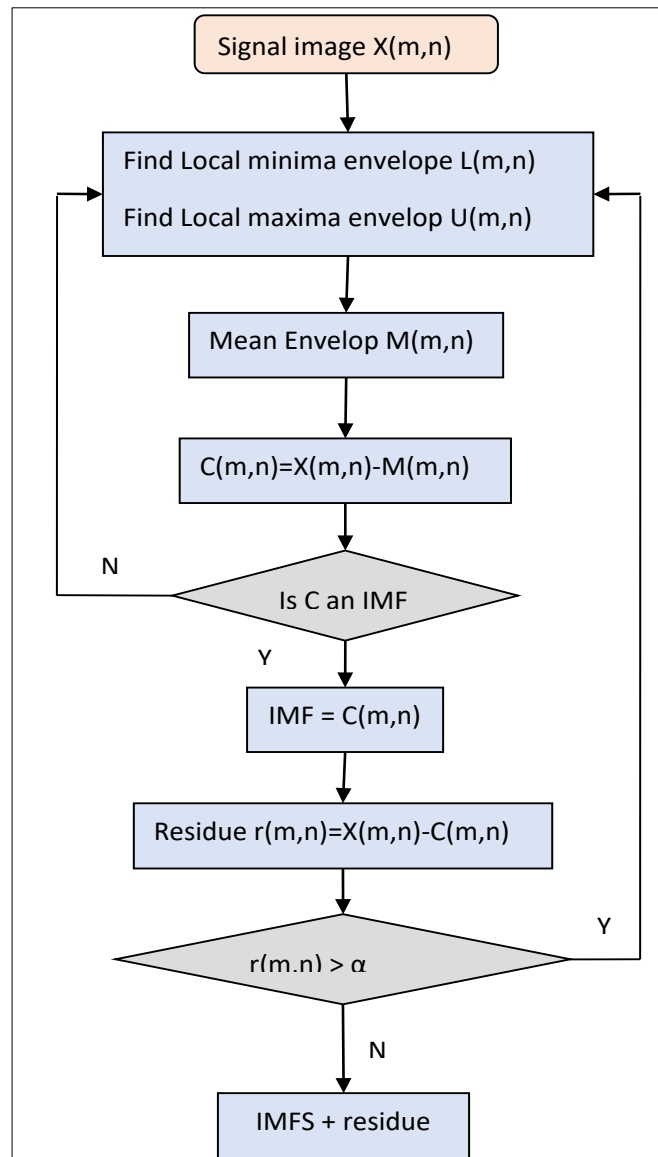 Signal image X(m,n)
Find Local minima envelope L(m,n)
Find Local maxima envelop U(m,n)
Mean Envelop M(m,n)
C(m,n)=X(m,n)-M(m,n)
N
Is C an IMF
Y
IMF = C(m,n)
Residue r(m,n)=X(m,n)-C(m,n)
Y
r(m,n) > α
N
IMFS + residue